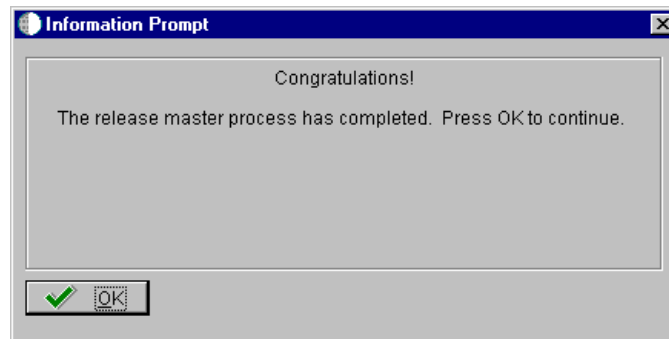 Information Prompt
Congratulations!
The release master process has completed.  Press OK to continue.
OK